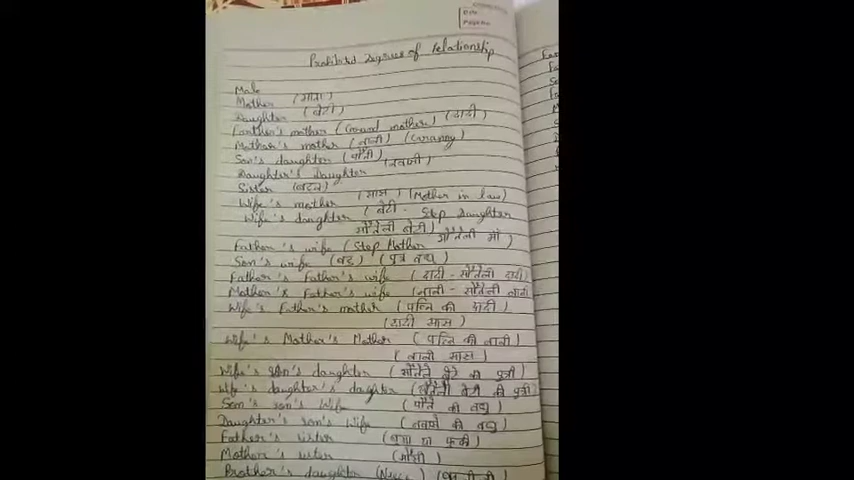 Prohibited Degrees of Relationship
Male
Mother (माता)
Daughter (बेटी)
Farther's mother (Grand mother) (दादी)
Mother's mother (नानी) (Granny)
Son's daughter (पौती)
Daughter's Daughter
Sister (बहन)
Wife's mother (सास) (Mother in law)
Wife's daughter (बेटी - Step Daughter
सौतेली बेटी)
Father's wife (Step Mother सौतेली माँ)
Son's wife (बहु) (पुत्र वधु)
Father's Father's wife (दादी - सौतेली दादी)
Mother's Father's wife (नानी - सौतेली नानी
Wife's Father's mother (पत्नि की दादी)
(दादी सास)
Wife's Mother's Mother (पत्नि की नानी)
(नानी सास)
Wife's son's daughter (सौतेले बेटे की पुत्री)
Wife's daughter's daughter (सौतेली बेटी की पुत्री)
Son's son's Wife (पौते की वधु)
Daughter's son's Wife (की वधु)
Father's sister (बुआ या फुफी)
Mother's sister (मौसी)
Brother's daughter